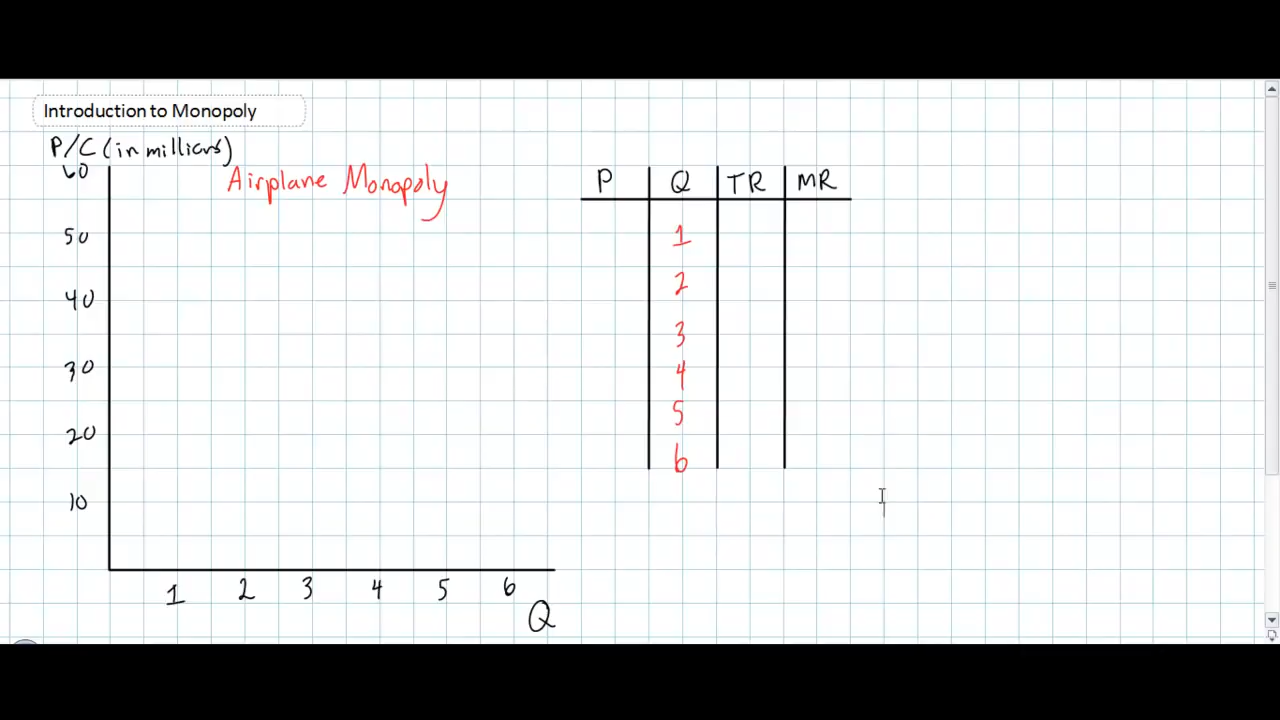 Introduction to Monopoly
P/C (in millions)
Airplane Monopoly
60
50
40
30
20
10
1 2 3 4 5 6
Q
P Q TR MR
1
2
3
4
5
6